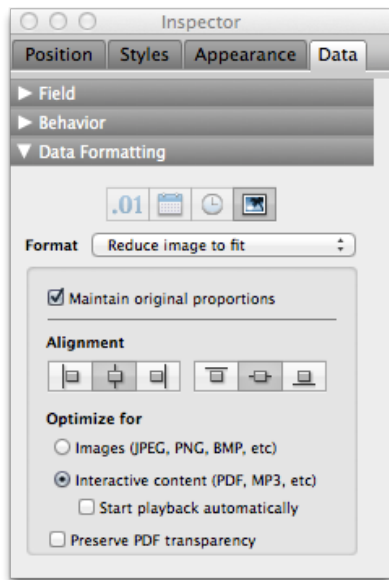 Inspector
Position Styles Appearance Data
Field
Behavior
Data Formatting
.01
Format Reduce image to fit
Maintain original proportions
Alignment
Optimize for
Images (JPEG, PNG, BMP, etc)
Interactive content (PDF, MP3, etc)
Start playback automatically
Preserve PDF transparency